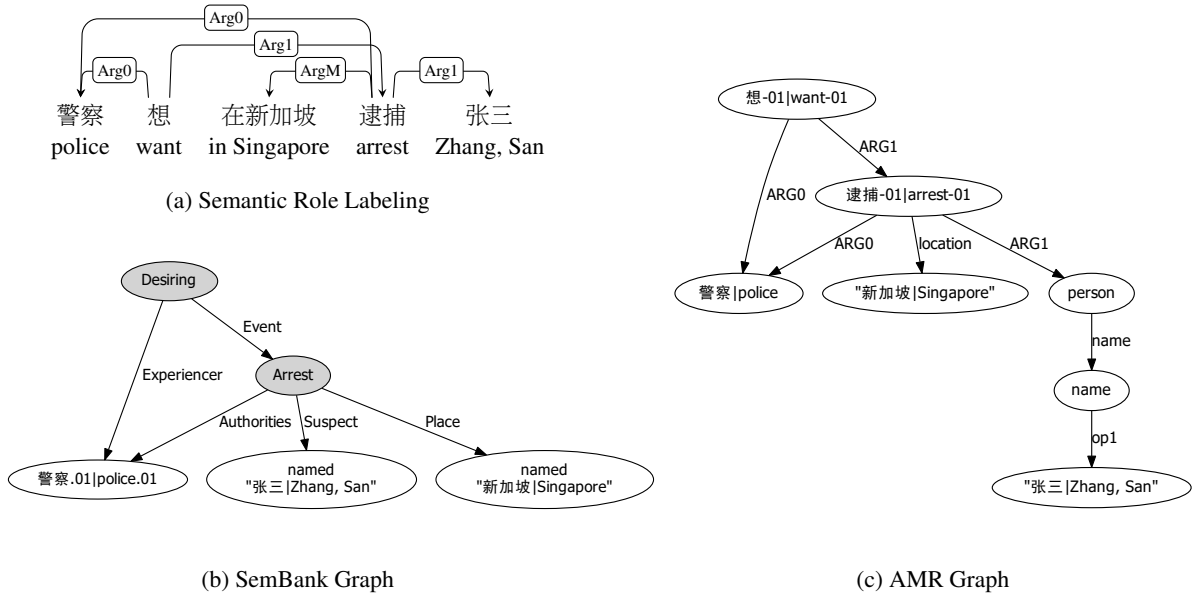 Arg0
Arg1
Arg0 ArgM Arg1
警察 想 在新加坡 逮捕 张三
police want in Singapore arrest Zhang, San
(a) Semantic Role Labeling
Desiring
Event
Experiencer
Arrest
Authorities Suspect Place
警察.01|police.01
named
"张三|Zhang, San"
named
"新加坡|Singapore"
(b) SemBank Graph
想-01|want-01
ARG1
ARG0
逮捕-01|arrest-01
ARG0 location ARG1
警察|police
"新加坡|Singapore"
person
name
name
op1
"张三|Zhang, San"
(c) AMR Graph